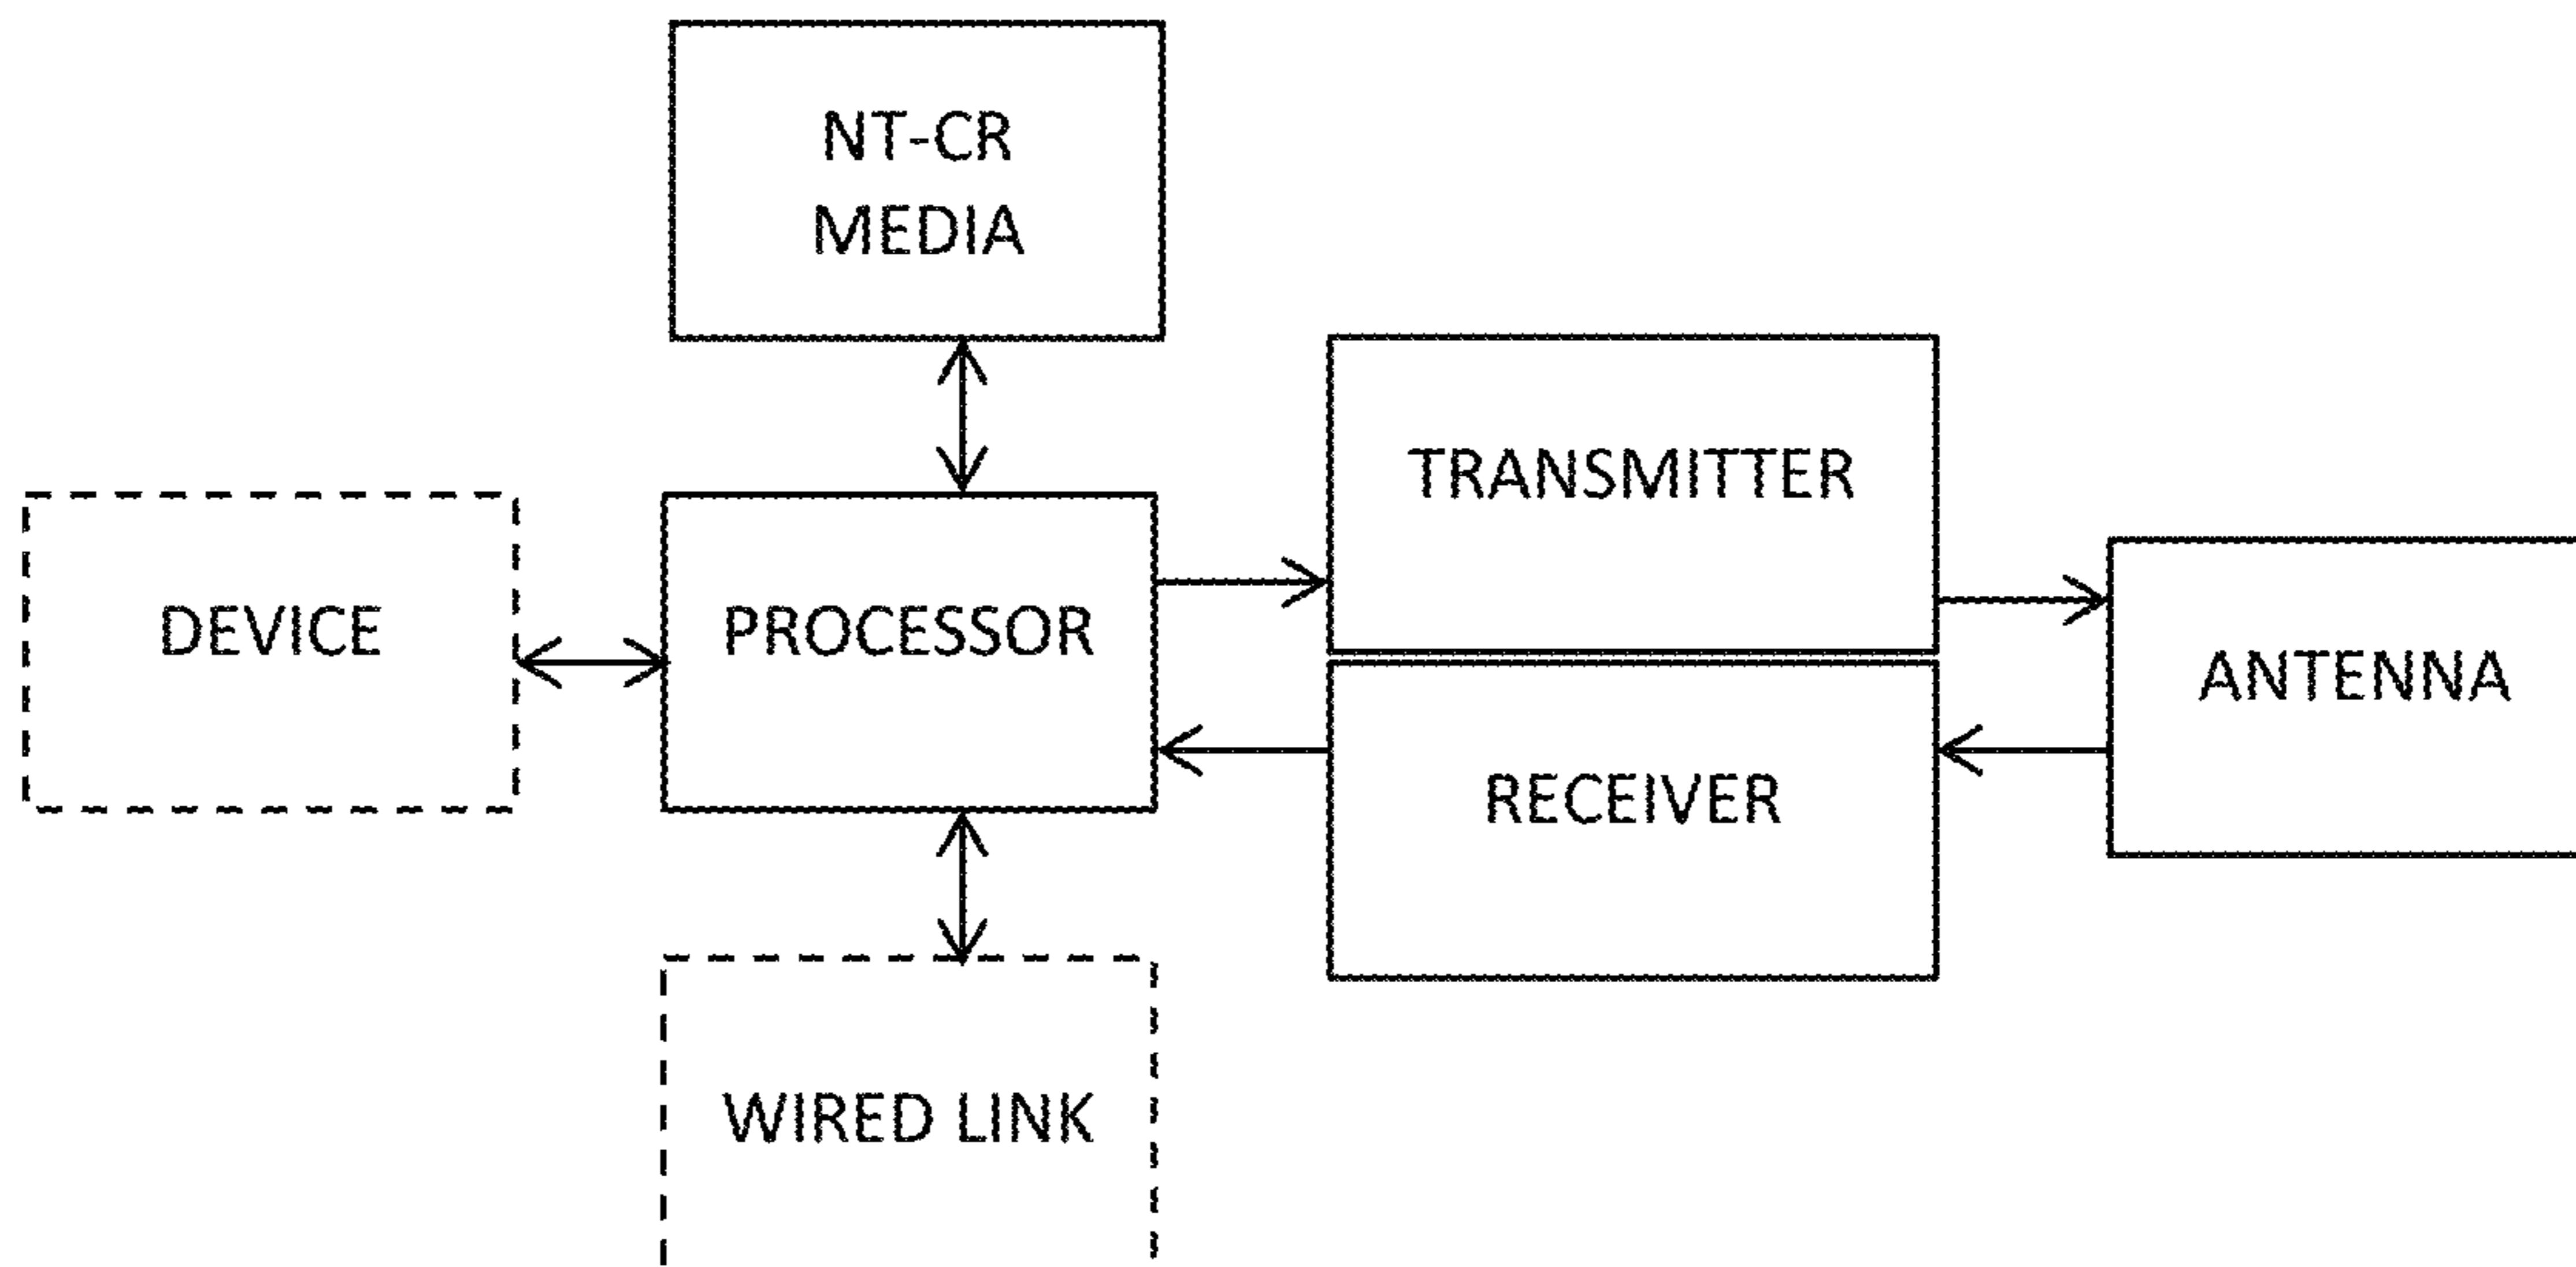 NT-CR
MEDIA
TRANSMITTER
DEVICE
PROCESSOR
ANTENNA
RECEIVER
WIRED LINK